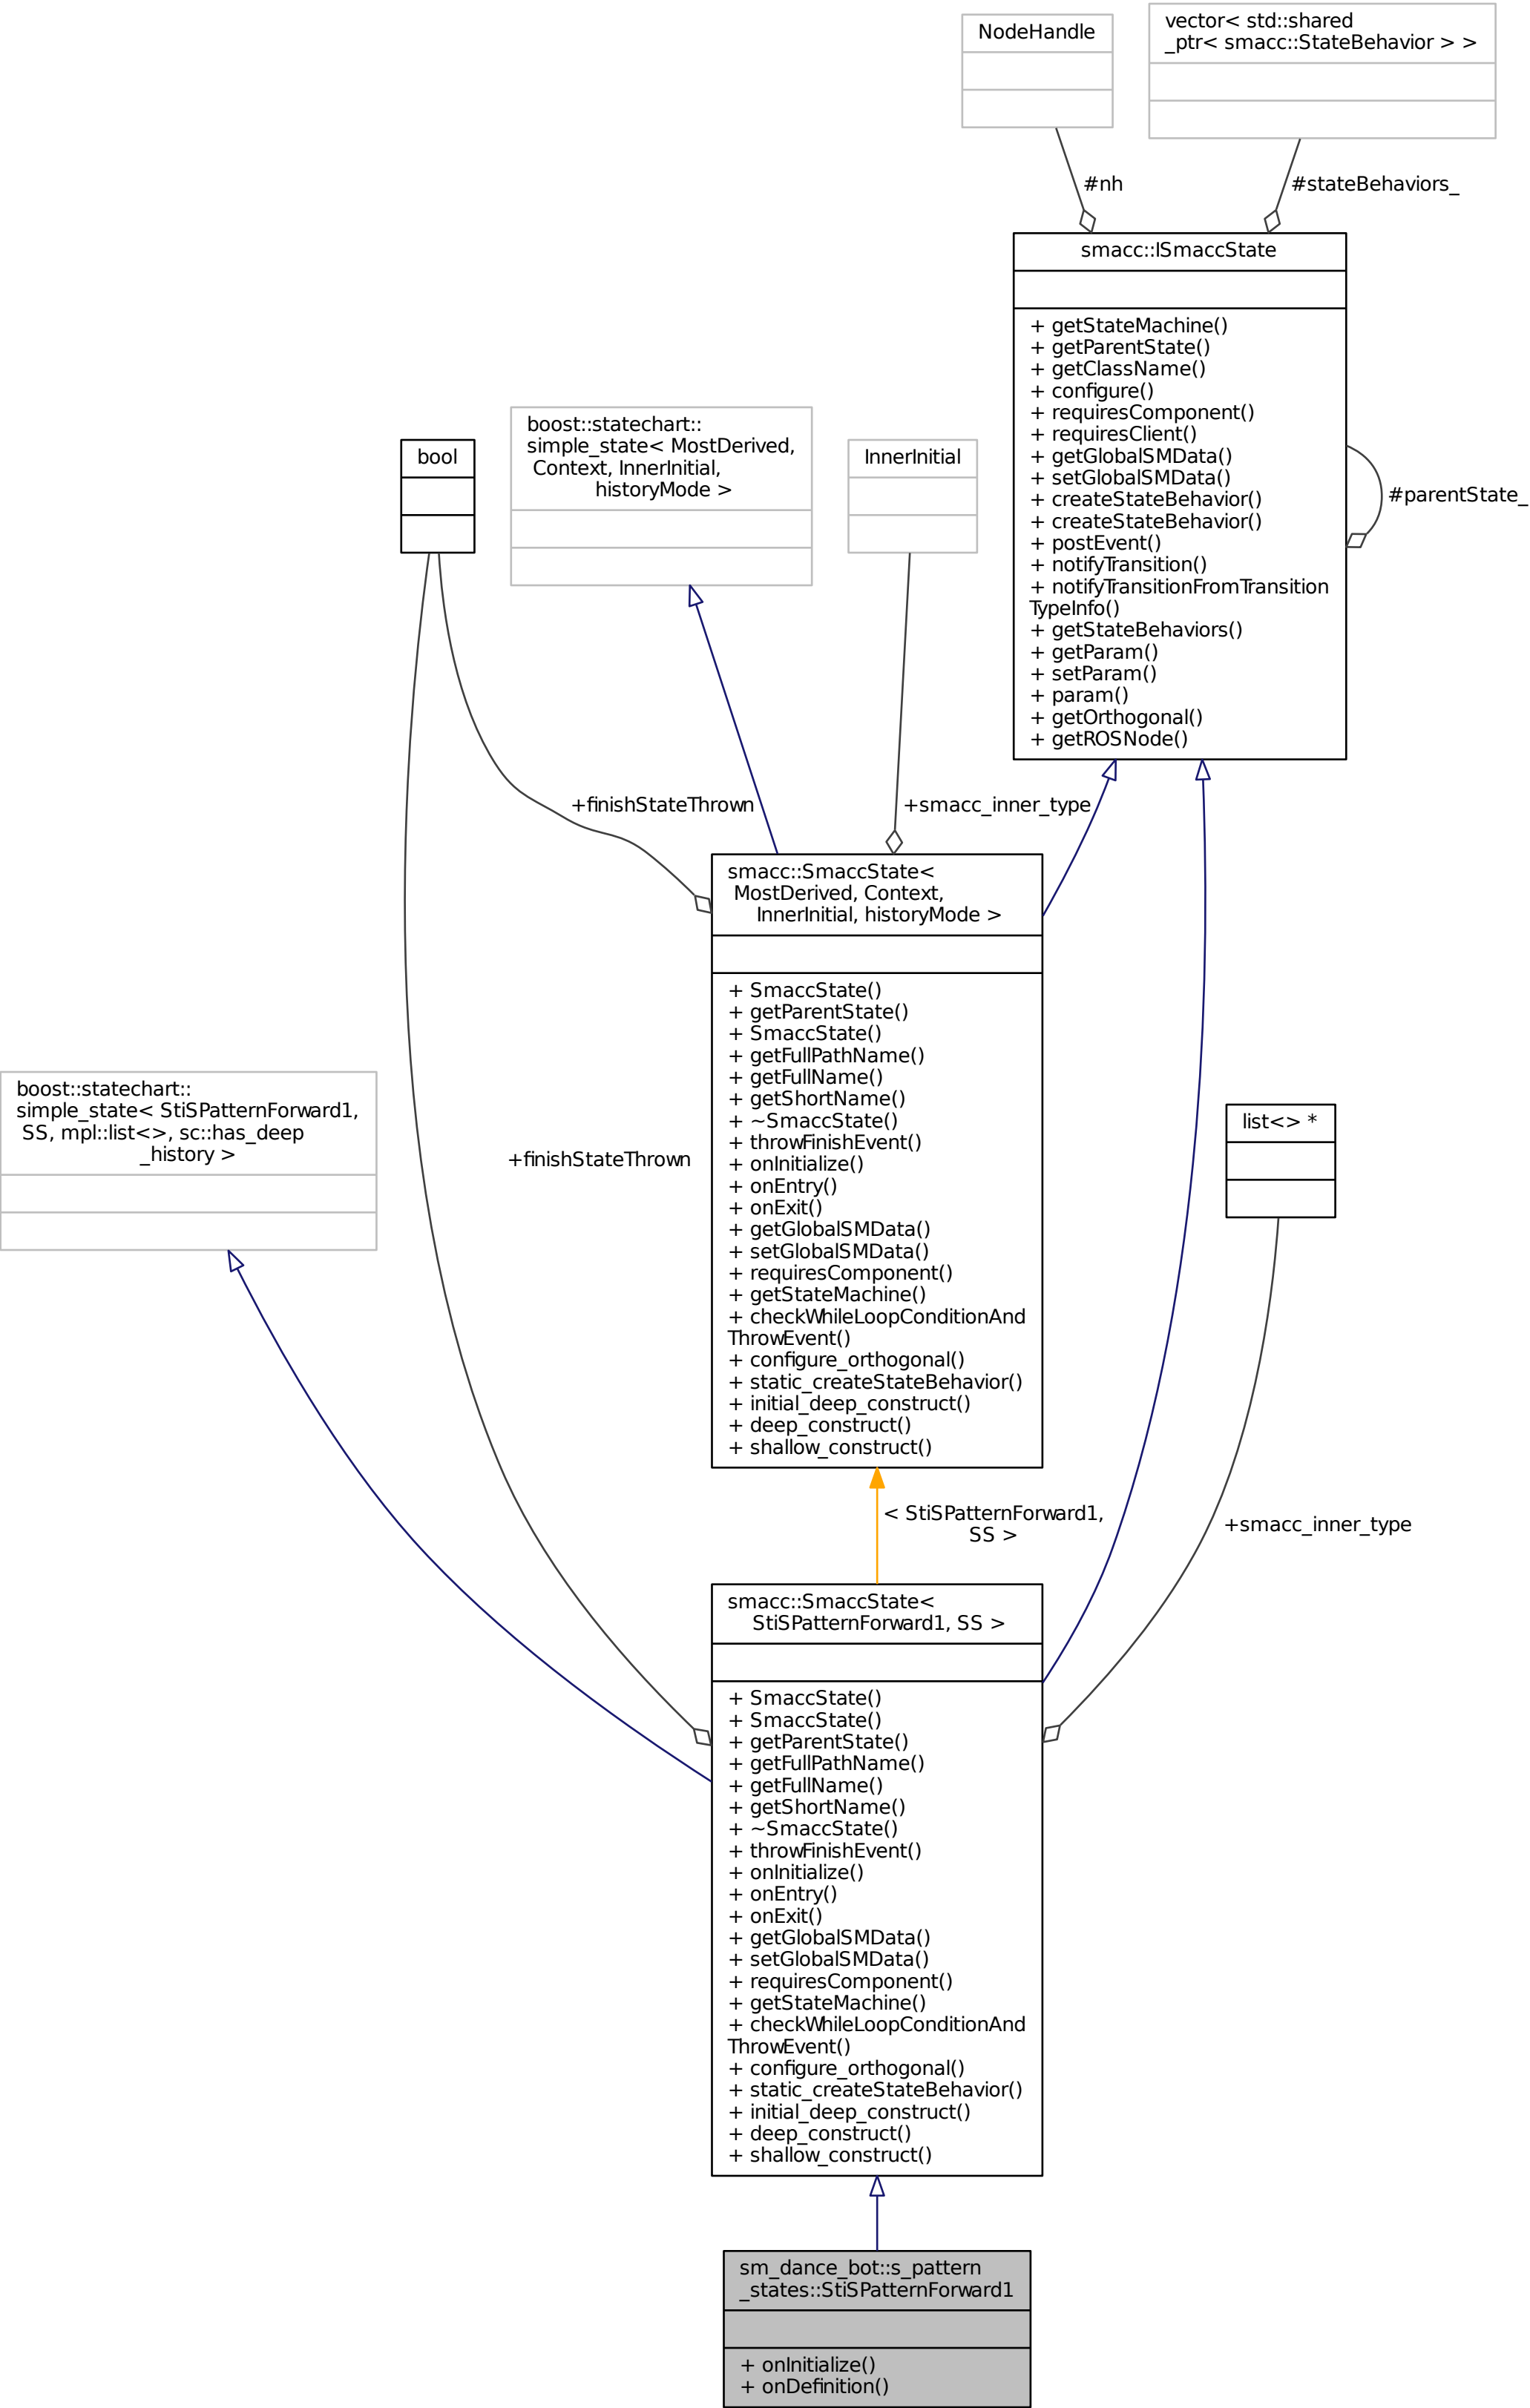 NodeHandle
vector< std::shared
_ptr< smacc::StateBehavior > >
#nh
#stateBehaviors_
smacc::ISmaccState
+ getStateMachine()
+ getParentState()
+ getClassName()
+ configure()
+ requiresComponent()
+ requiresClient()
+ getGlobalSMData()
+ setGlobalSMData()
+ createStateBehavior()
+ createStateBehavior()
+ postEvent()
+ notifyTransition()
+ notifyTransitionFromTransition
TypeInfo()
+ getStateBehaviors()
+ getParam()
+ setParam()
+ param()
+ getOrthogonal()
+ getROSNode()
#parentState_
bool
boost::statechart::
simple_state< MostDerived,
Context, InnerInitial,
historyMode >
InnerInitial
+finishStateThrown
+smacc_inner_type
smacc::SmaccState<
MostDerived, Context,
InnerInitial, historyMode >
+ SmaccState()
+ getParentState()
+ SmaccState()
+ getFullPathName()
+ getFullName()
+ getShortName()
+ ~SmaccState()
+ throwFinishEvent()
+ onInitialize()
+ onEntry()
+ onExit()
+ getGlobalSMData()
+ setGlobalSMData()
+ requiresComponent()
+ getStateMachine()
+ checkWhileLoopConditionAnd
ThrowEvent()
+ configure_orthogonal()
+ static_createStateBehavior()
+ initial_deep_construct()
+ deep_construct()
+ shallow_construct()
boost::statechart::
simple_state< StiSPatternForward1,
SS, mpl::list<>, sc::has_deep
_history >
+finishStateThrown
list<> *
< StiSPatternForward1,
SS >
+smacc_inner_type
smacc::SmaccState<
StiSPatternForward1, SS >
+ SmaccState()
+ SmaccState()
+ getParentState()
+ getFullPathName()
+ getFullName()
+ getShortName()
+ ~SmaccState()
+ throwFinishEvent()
+ onInitialize()
+ onEntry()
+ onExit()
+ getGlobalSMData()
+ setGlobalSMData()
+ requiresComponent()
+ getStateMachine()
+ checkWhileLoopConditionAnd
ThrowEvent()
+ configure_orthogonal()
+ static_createStateBehavior()
+ initial_deep_construct()
+ deep_construct()
+ shallow_construct()
sm_dance_bot::s_pattern
_states::StiSPatternForward1
+ onInitialize()
+ onDefinition()